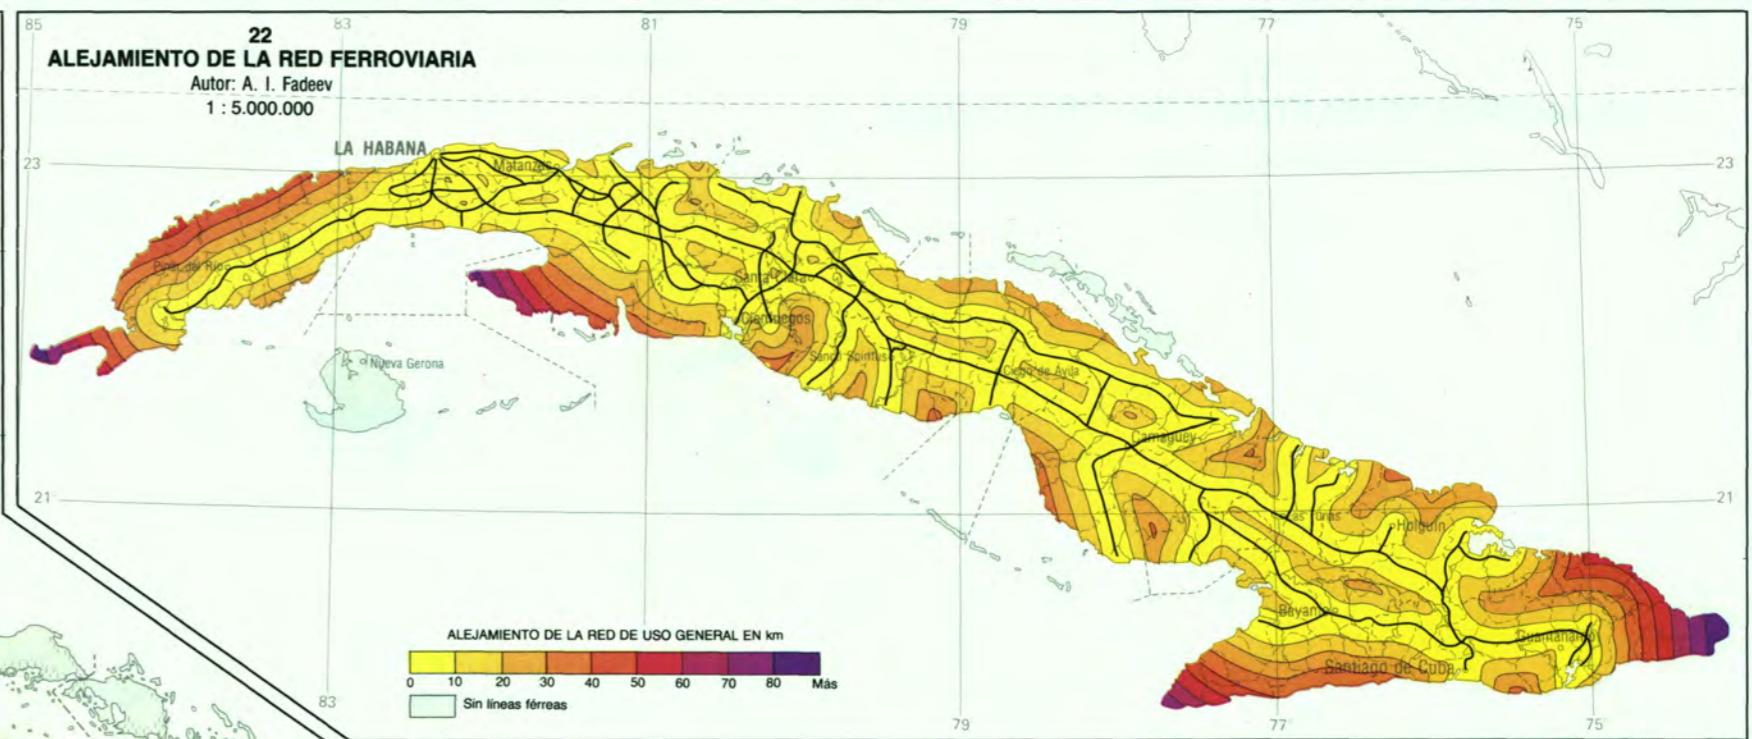 85 83 81 79 77 75
22
ALEJAMIENTO DE LA RED FERROVIARIA
Autor: A. I. Fadeev
1 : 5.000.000
LA HABANA
23
Matanzas
23
Pinar del Río
Santa Clara
Cienfuegos
Sancti Spíritus
Nueva Gerona
Ciego de Ávila
Camagüey
21
21
Las Tunas
Holguín
Bayamo
Guantánamo
Santiago de Cuba
ALEJAMIENTO DE LA RED DE USO GENERAL EN km
0 10 20 30 40 50 60 70 80 Más
Sin líneas férreas
83 79 77 75